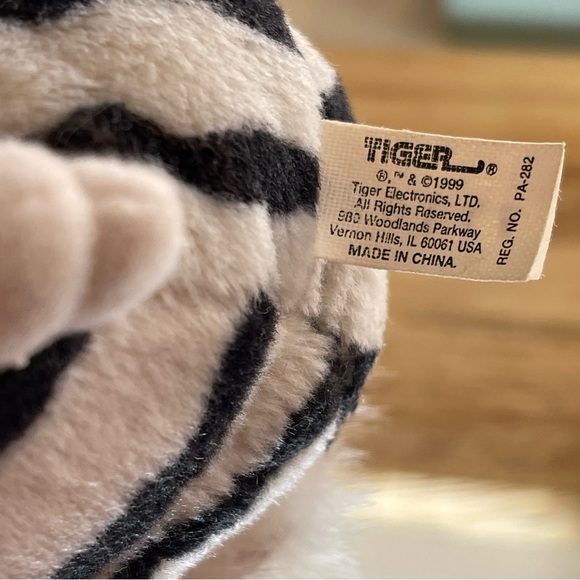 TIGER®
®, ™ & ©1999
Tiger Electronics, LTD.
All Rights Reserved.
980 Woodlands Parkway
Vernon Hills, IL 60061 USA
MADE IN CHINA.
REG. NO. PA-282